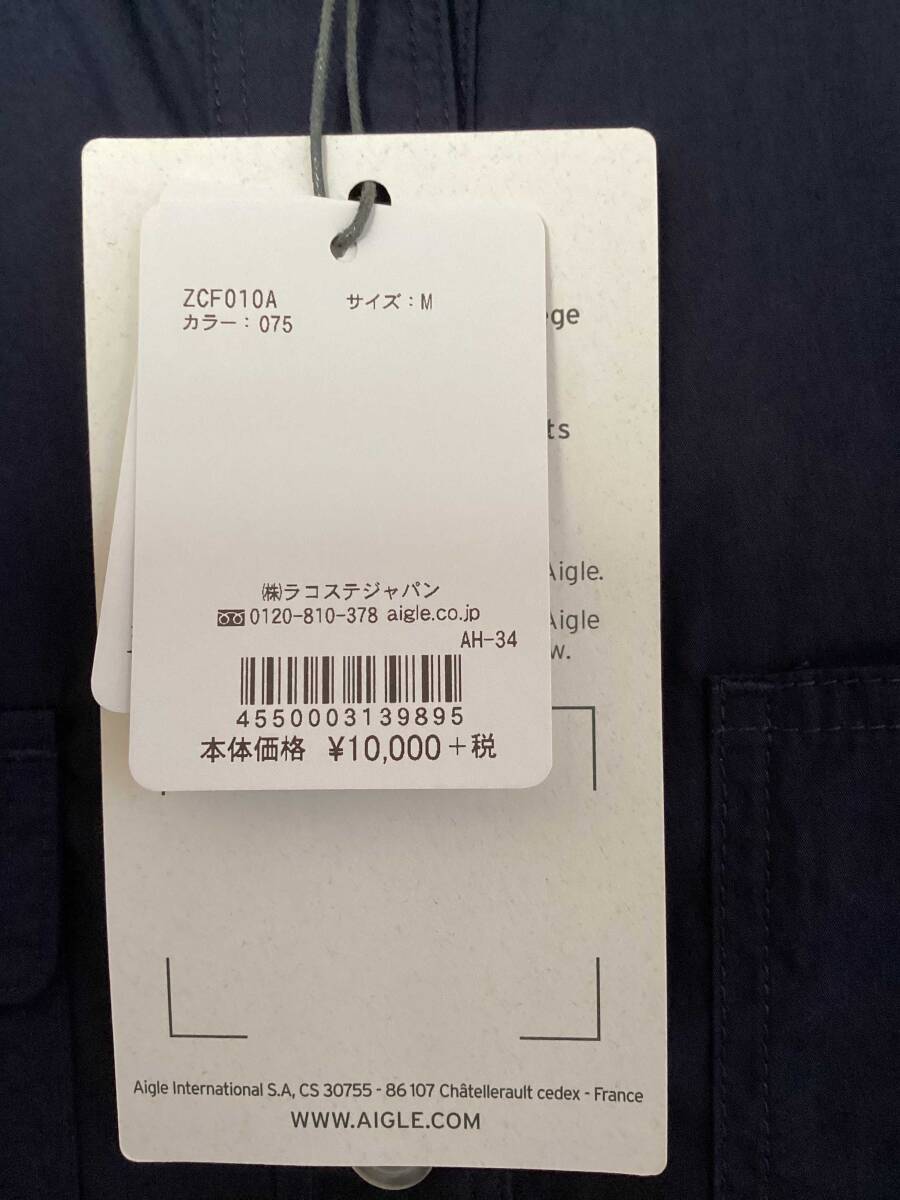 ZCF010A サイズ：M
カラー：075
ts
Aigle.
Aigle
w.
㈱ラコステジャパン
0120-810-378 aigle.co.jp
AH-34
4550003139895
本体価格 ¥10,000＋税
Aigle International S.A, CS 30755 - 86 107 Châtellerault cedex - France
WWW.AIGLE.COM